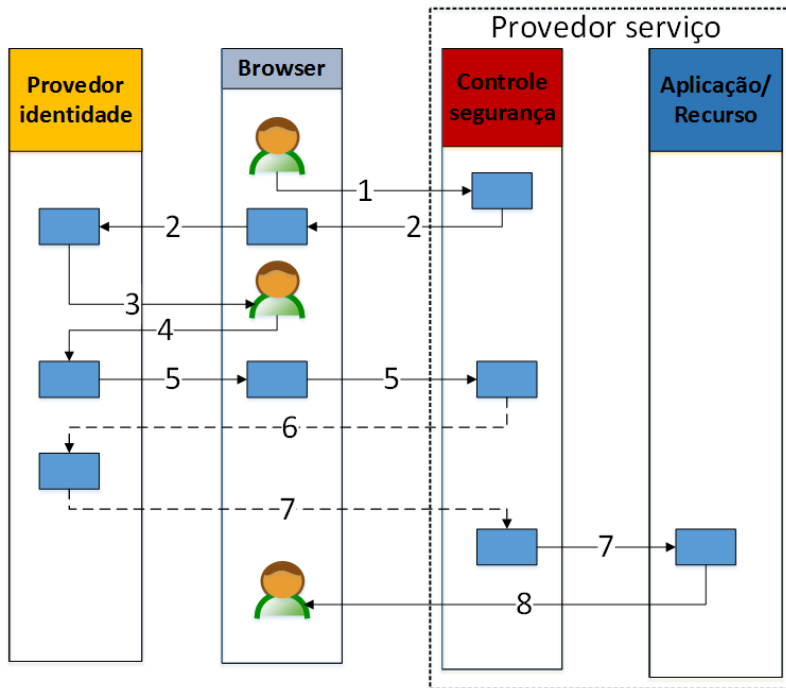 Provedor serviço
Provedor
identidade
Browser
Controle
segurança
Aplicação/
Recurso
1
2
2
3
4
5
5
6
7
7
8